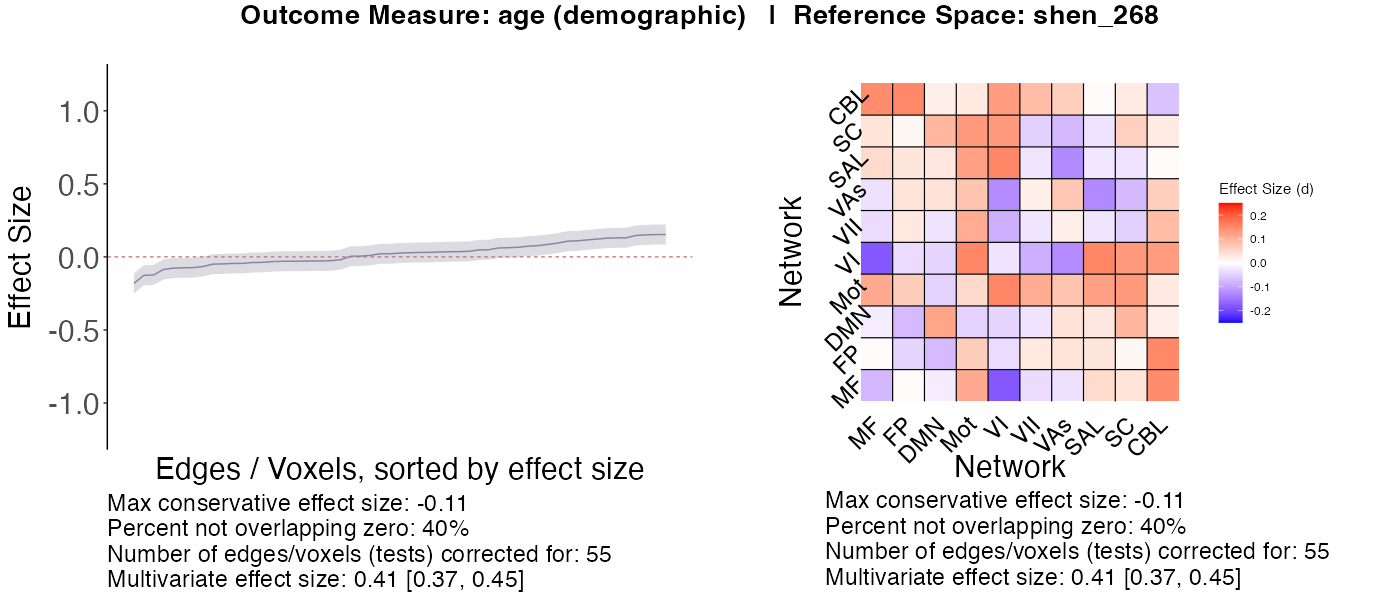 Outcome Measure: age (demographic) | Reference Space: shen_268
Effect Size
1.0
0.5
0.0
-0.5
-1.0
Edges / Voxels, sorted by effect size
Max conservative effect size: -0.11
Percent not overlapping zero: 40%
Number of edges/voxels (tests) corrected for: 55
Multivariate effect size: 0.41 [0.37, 0.45]
Network
CBL
SC
SAL
VAs
VII
VI
Mot
DMN
FP
MF
MF FP DMN Mot VI VII VAs SAL SC CBL
Network
Effect Size (d)
0.2
0.1
0.0
-0.1
-0.2
Max conservative effect size: -0.11
Percent not overlapping zero: 40%
Number of edges/voxels (tests) corrected for: 55
Multivariate effect size: 0.41 [0.37, 0.45]